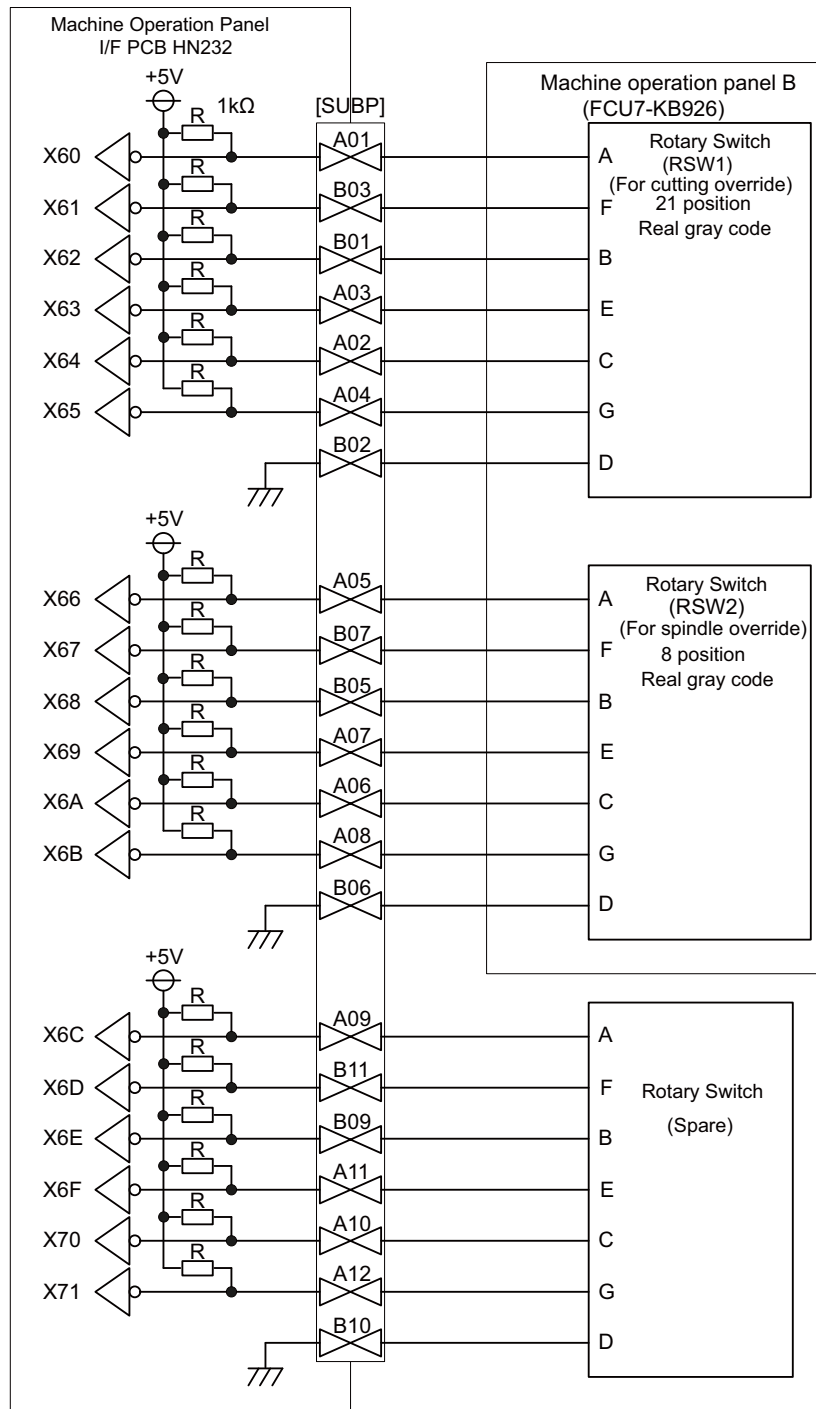 Machine Operation Panel
I/F PCB HN232
+5V
R
1kΩ
[SUBP]
Machine operation panel B
(FCU7-KB926)
X60
A01
A
Rotary Switch
(RSW1)
(For cutting override)
21 position
Real gray code
R
X61
B03
F
R
X62
B01
B
R
X63
A03
E
R
X64
A02
C
R
X65
A04
G
B02
D
+5V
R
X66
A05
A
Rotary Switch
(RSW2)
(For spindle override)
8 position
Real gray code
R
X67
B07
F
R
X68
B05
B
R
X69
A07
E
R
X6A
A06
C
R
X6B
A08
G
B06
D
+5V
R
X6C
A09
A
R
X6D
B11
F
Rotary Switch
(Spare)
R
X6E
B09
B
R
X6F
A11
E
R
X70
A10
C
R
X71
A12
G
B10
D